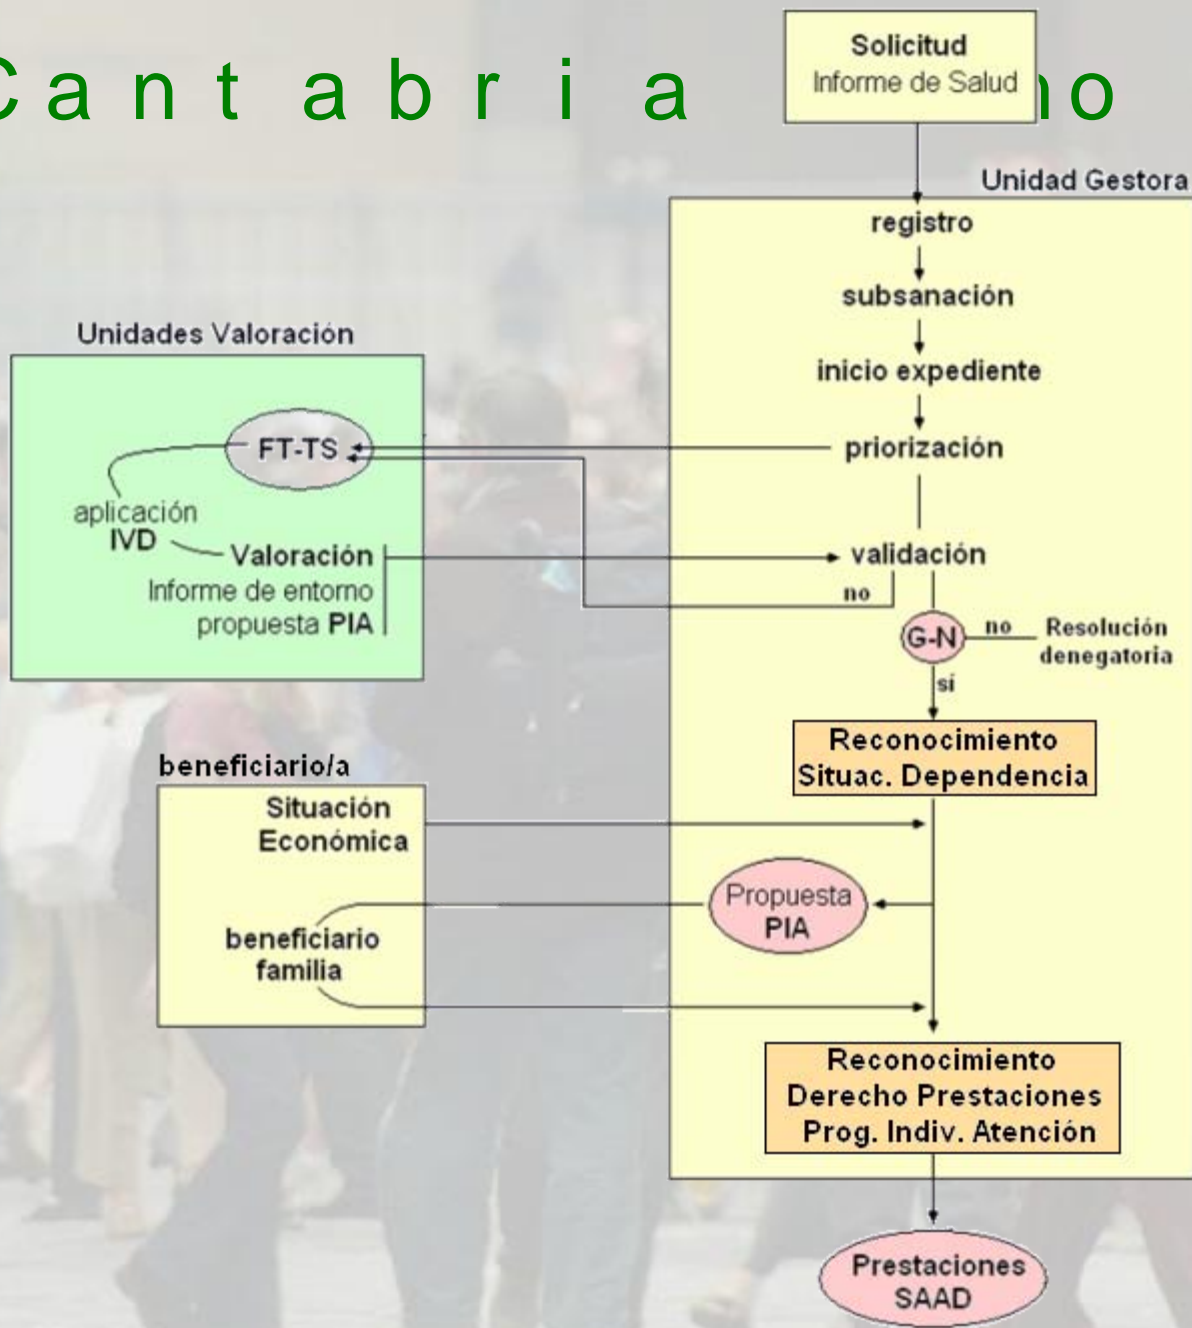 Cantabria
Solicitud
Informe de Salud
Unidad Gestora
registro
subsanación
inicio expediente
priorización
validación
no
G-N
no
Resolución
denegatoria
sí
Reconocimiento
Situac. Dependencia
Propuesta
PIA
Reconocimiento
Derecho Prestaciones
Prog. Indiv. Atención
Prestaciones
SAAD
Unidades Valoración
FT-TS
aplicación
IVD
Valoración
Informe de entorno
propuesta PIA
beneficiario/a
Situación
Económica
beneficiario
familia